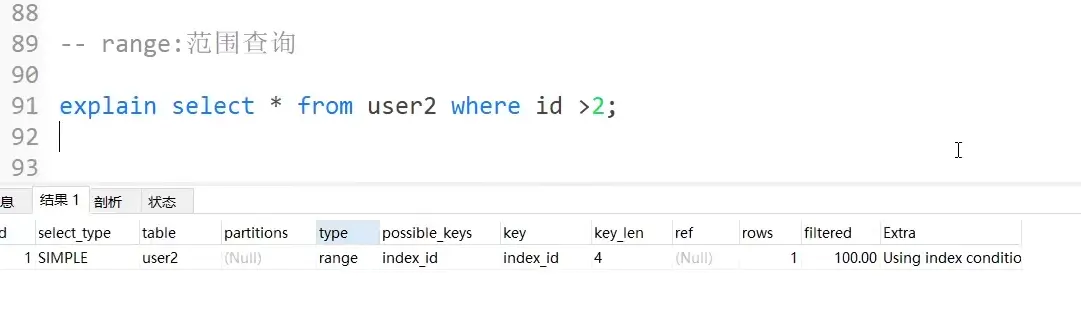 88
89 -- range:范围查询
90
91 explain select * from user2 where id >2;
92
93
息 结果 1 剖析 状态
d select_type table partitions type possible_keys key key_len ref rows filtered Extra
1 SIMPLE user2 (Null) range index_id index_id 4 (Null) 1 100.00 Using index conditio